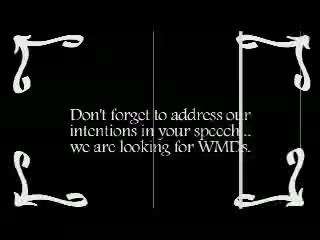 Don't forget to address our
intentions in your speech...
we are looking for WMDs.